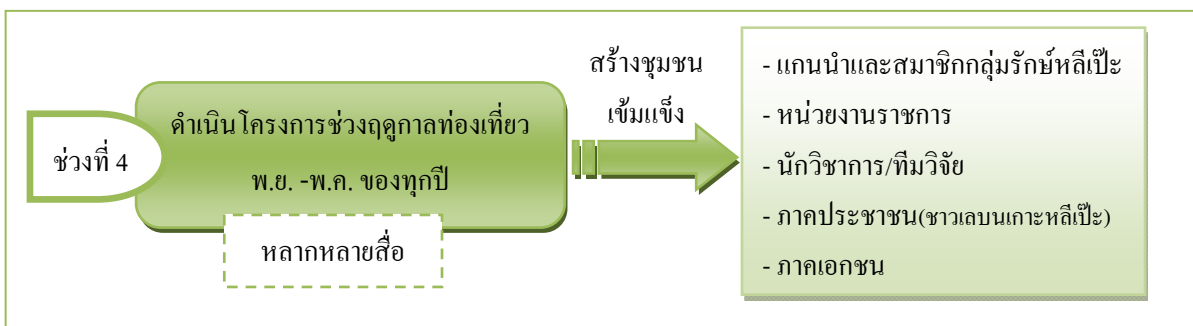 ช่วงที่ 4
ดำเนินโครงการช่วงฤดูกาลท่องเที่ยว
พ.ย. -พ.ค. ของทุกปี
หลากหลายสื่อ
สร้างชุมชน
เข้มแข็ง
- แกนนำและสมาชิกกลุ่มรักษ์หลีเป๊ะ
- หน่วยงานราชการ
- นักวิชาการ/ทีมวิจัย
- ภาคประชาชน(ชาวเลบนเกาะหลีเป๊ะ)
- ภาคเอกชน